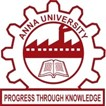 ANNA UNIVERSITY
PROGRESS THROUGH KNOWLEDGE